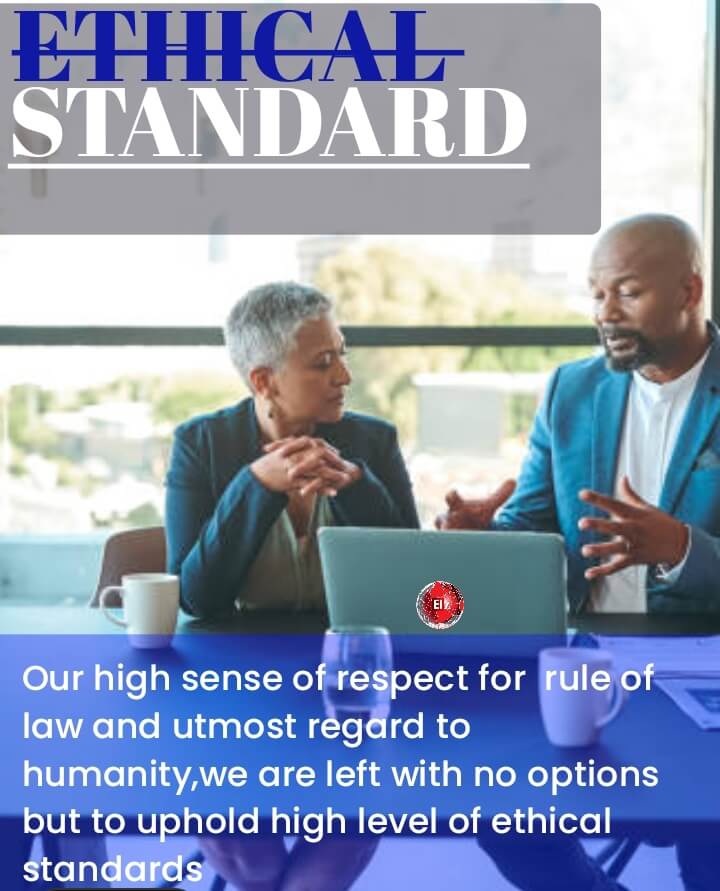 ETHICAL
STANDARD
EI
Our high sense of respect for rule of
law and utmost regard to
humanity,we are left with no options
but to uphold high level of ethical
standards